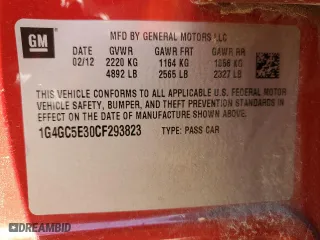 GM
MFD BY GENERAL MOTORS LLC
DATE GVWR GAWR FRT GAWR RR
02/12 2220 KG 1164 KG 1056 KG
4892 LB 2565 LB 2327 LB
THIS VEHICLE CONFORMS TO ALL APPLICABLE U.S. FEDERAL MOTOR
VEHICLE SAFETY, BUMPER, AND THEFT PREVENTION STANDARDS
IN EFFECT ON THE DATE OF MANUFACTURE SHOWN ABOVE.
1G4GC5E30CF293823 TYPE: PASS CAR